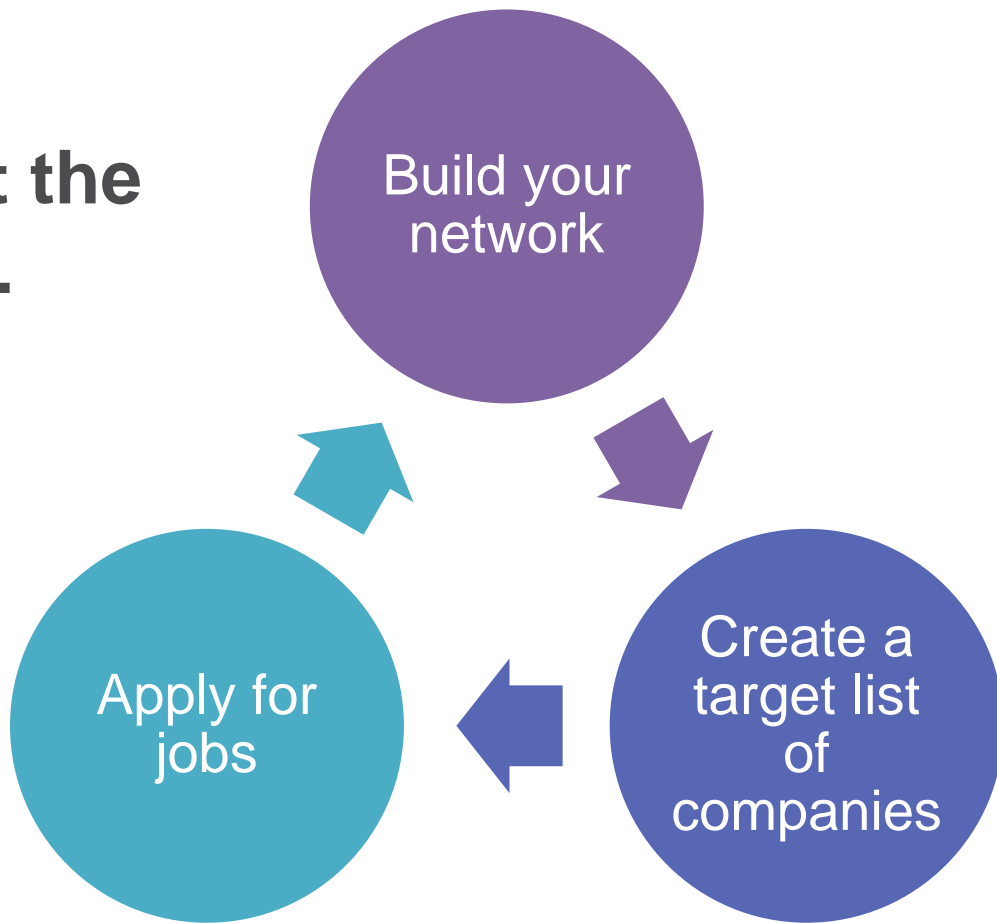 t the
.
Build your
network
Create a
target list
of
companies
Apply for
jobs